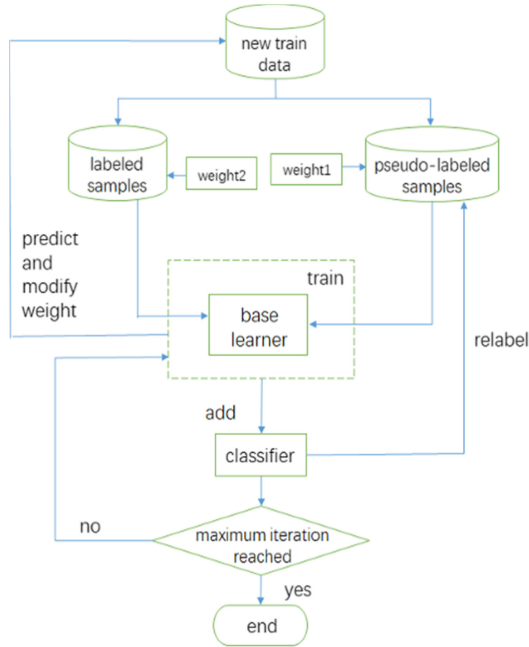 new train
data
labeled
samples
weight2
weight1
pseudo-labeled
samples
predict
and
modify
weight
train
base
learner
relabel
add
classifier
no
maximum iteration
reached
yes
end